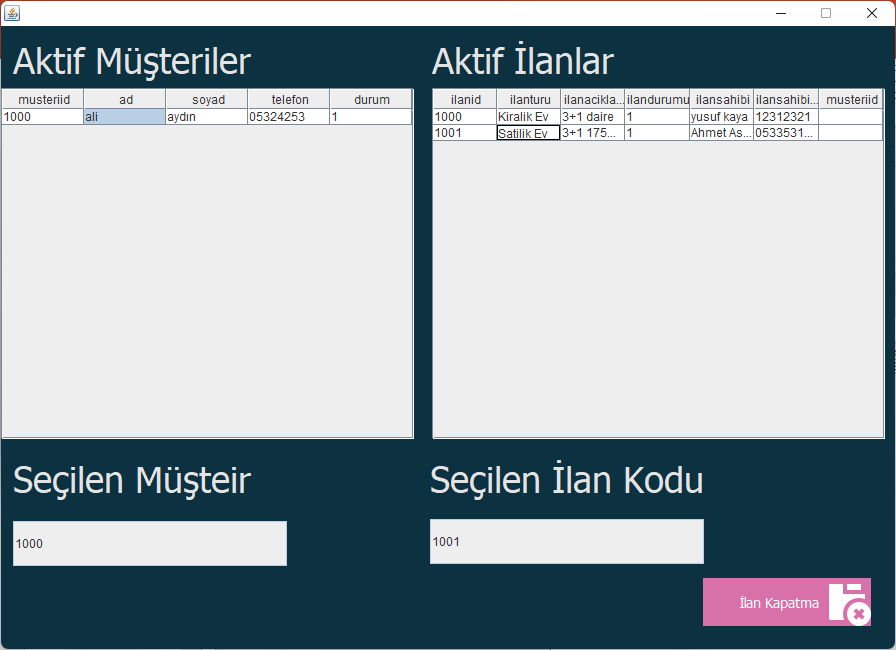 Aktif Müşteriler
musteriid ad soyad telefon durum
1000 ali aydın 05324253 1
Aktif İlanlar
ilanid ilanturu ilanacikla... ilandurumu ilansahibi ilansahibi... musteriid
1000 Kiralik Ev 3+1 daire 1 yusuf kaya 12312321
1001 Satilik Ev 3+1 175... 1 Ahmet As... 0533531...
Seçilen Müşteir
1000
Seçilen İlan Kodu
1001
İlan Kapatma